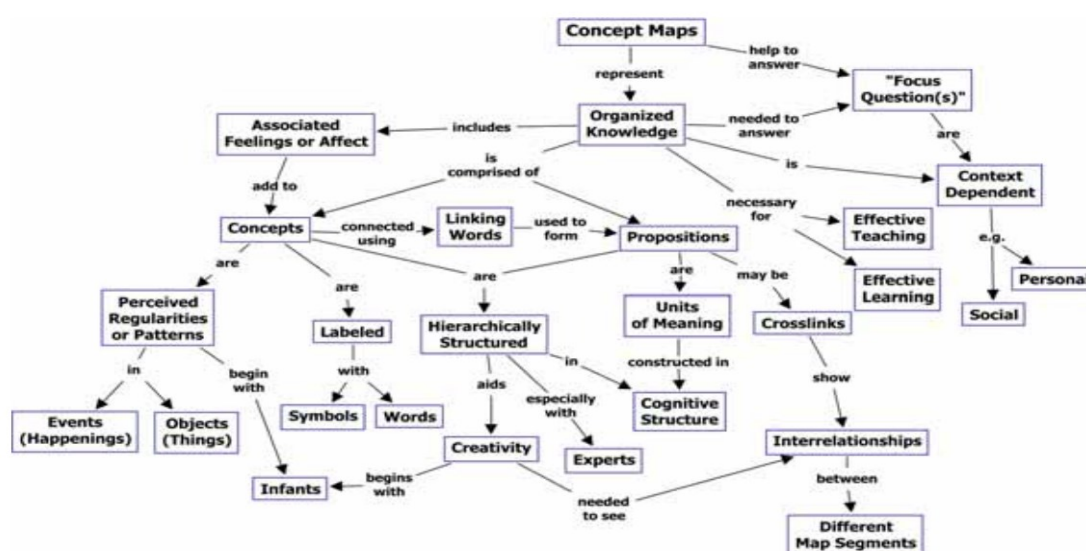 Concept Maps
help to
answer
represent
"Focus
Question(s)"
Organized
Knowledge
needed to
answer
Associated
Feelings or Affect
includes
are
is
comprised of
is
Context
Dependent
add to
necessary
for
Concepts
connected
using
Linking
Words
used to
form
Propositions
Effective
Teaching
e.g.
are
are
are
are
may be
Effective
Learning
Personal
Social
Perceived
Regularities
or Patterns
Labeled
Hierarchically
Structured
Units
of Meaning
Crosslinks
in
begin
with
with
aids
in
constructed in
especially
with
show
Events
(Happenings)
Objects
(Things)
Symbols
Words
Cognitive
Structure
Creativity
Experts
Interrelationships
Infants
begins
with
needed
to see
between
Different
Map Segments